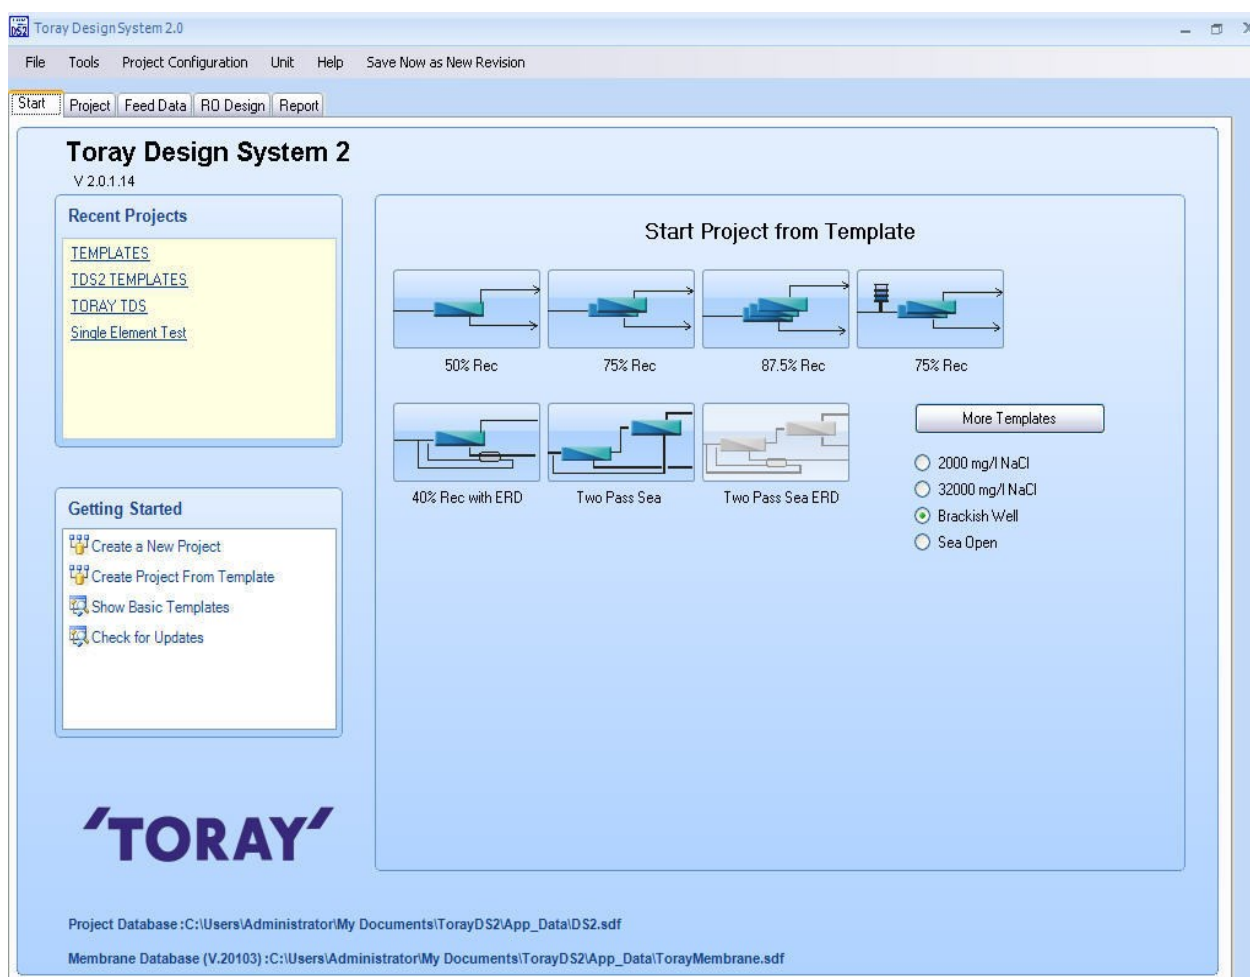 Toray Design System 2.0
File Tools Project Configuration Unit Help Save Now as New Revision
Start Project Feed Data RO Design Report
Toray Design System 2
V 2.0.1.14
Recent Projects
TEMPLATES
TDS2 TEMPLATES
TORAY TDS
Single Element Test
Start Project from Template
50% Rec 75% Rec 87.5% Rec 75% Rec
40% Rec with ERD Two Pass Sea Two Pass Sea ERD
More Templates
2000 mg/l NaCl
32000 mg/l NaCl
Brackish Well
Sea Open
Getting Started
Create a New Project
Create Project From Template
Show Basic Templates
Check for Updates
'TORAY'
Project Database :C:\Users\Administrator\My Documents\TorayDS2\App_Data\DS2.sdf
Membrane Database (V.20103) :C:\Users\Administrator\My Documents\TorayDS2\App_Data\TorayMembrane.sdf